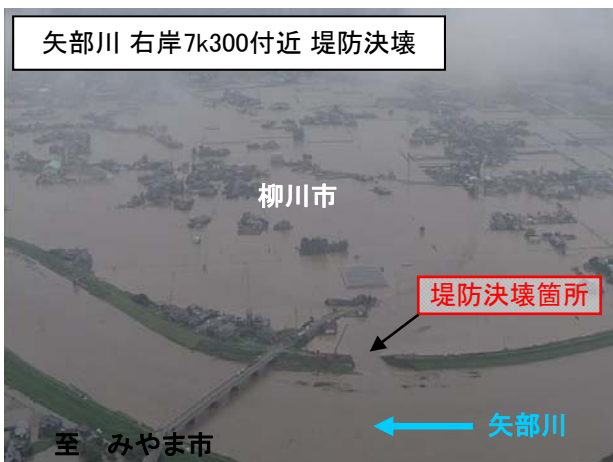 矢部川 右岸7k300付近 堤防決壊
柳川市
堤防決壊箇所
矢部川
至 みやま市